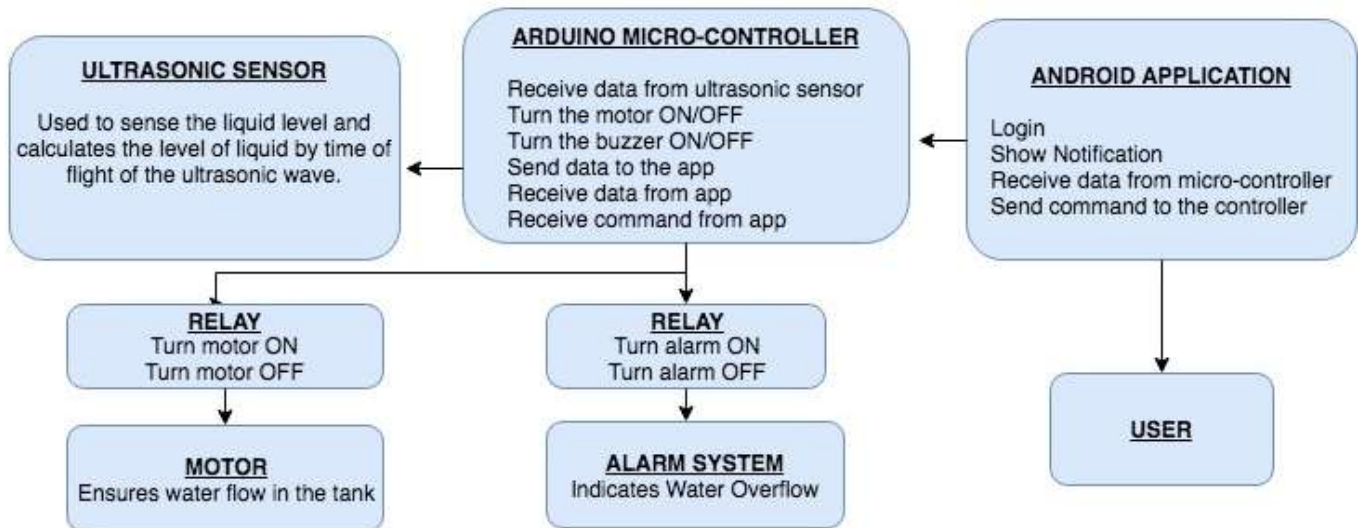 ULTRASONIC SENSOR
Used to sense the liquid level and
calculates the level of liquid by time of
flight of the ultrasonic wave.
ARDUINO MICRO-CONTROLLER
Receive data from ultrasonic sensor
Turn the motor ON/OFF
Turn the buzzer ON/OFF
Send data to the app
Receive data from app
Receive command from app
ANDROID APPLICATION
Login
Show Notification
Receive data from micro-controller
Send command to the controller
RELAY
Turn motor ON
Turn motor OFF
RELAY
Turn alarm ON
Turn alarm OFF
USER
MOTOR
Ensures water flow in the tank
ALARM SYSTEM
Indicates Water Overflow